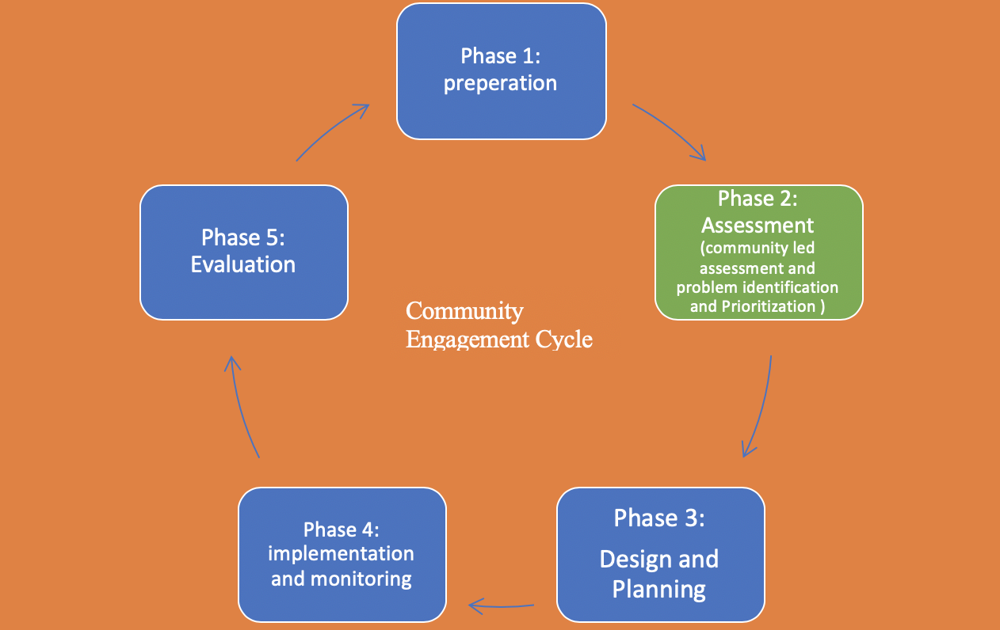 Phase 1:
preperation
Phase 2:
Assessment
(community led
assessment and
problem identification
and Prioritization )
Phase 3:
Design and
Planning
Phase 4:
implementation
and monitoring
Phase 5:
Evaluation
Community
Engagement Cycle